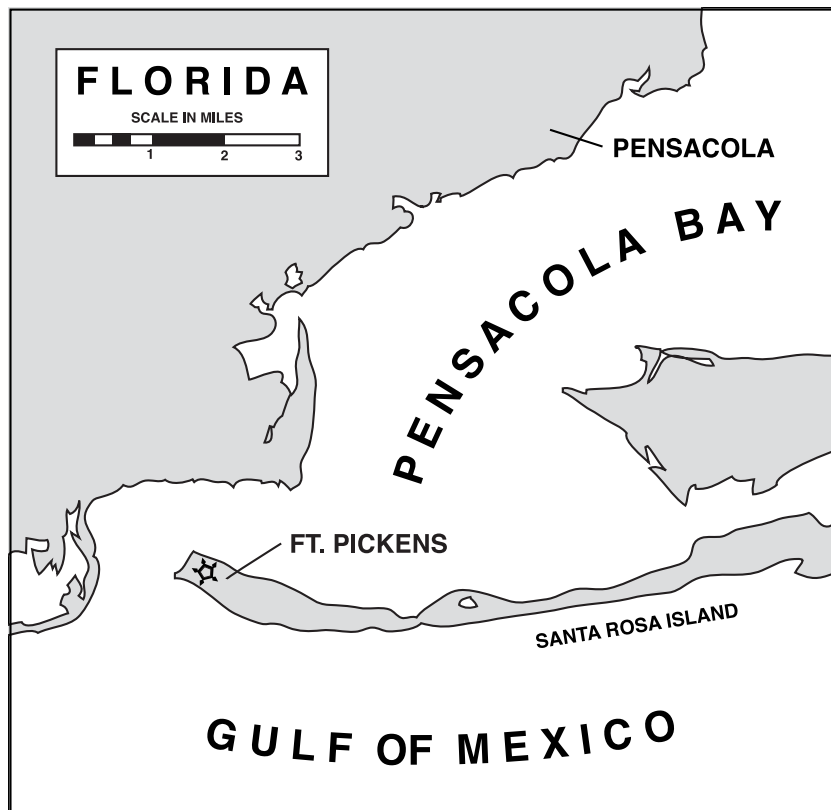 FLORIDA
SCALE IN MILES
1 2 3
PENSACOLA
PENSACOLA BAY
FT. PICKENS
SANTA ROSA ISLAND
GULF OF MEXICO